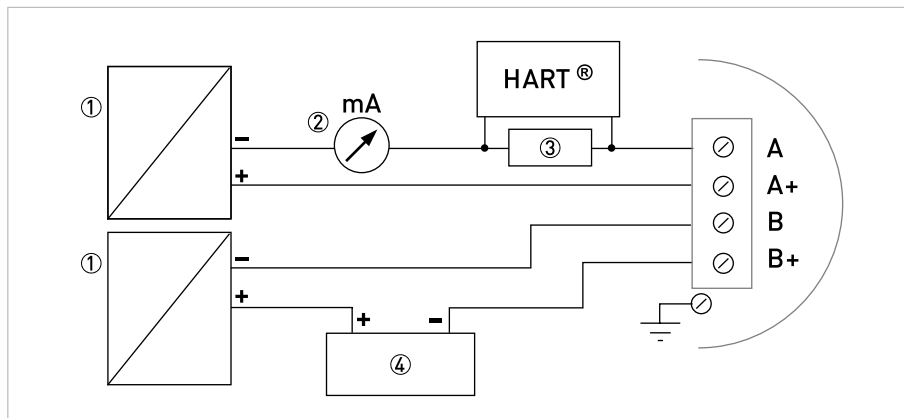 HART ®
mA
①
②
③
A
A+
B
B+
−
+
①
−
+
+
−
④